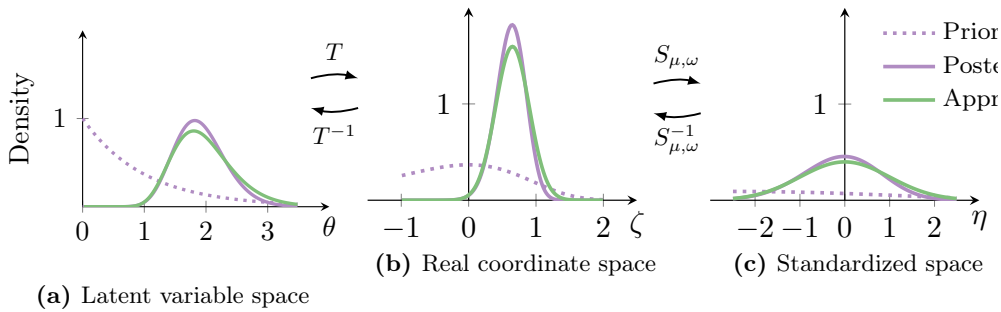 Density
1
0 1 2 3 θ
(a) Latent variable space
T
T⁻¹
1
−1 0 1 2 ζ
(b) Real coordinate space
S_{μ,ω}
S⁻¹_{μ,ω}
1
−2 −1 0 1 2 η
(c) Standardized space
Prior
Poste
Appr